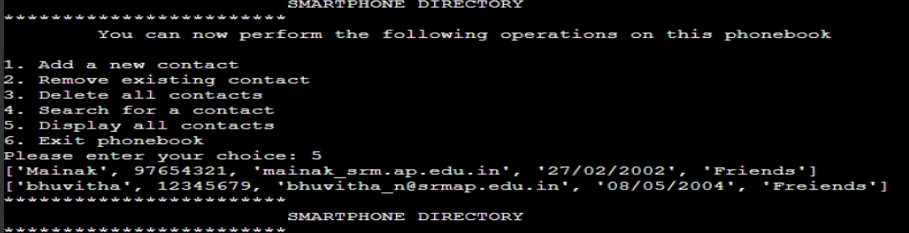 SMARTPHONE DIRECTORY
************************
You can now perform the following operations on this phonebook
1. Add a new contact
2. Remove existing contact
3. Delete all contacts
4. Search for a contact
5. Display all contacts
6. Exit phonebook
Please enter your choice: 5
['Mainak', 97654321, 'mainak_srm.ap.edu.in', '27/02/2002', 'Friends']
['bhuvitha', 12345679, 'bhuvitha_n@srmap.edu.in', '08/05/2004', 'Freiends']
************************
SMARTPHONE DIRECTORY
************************